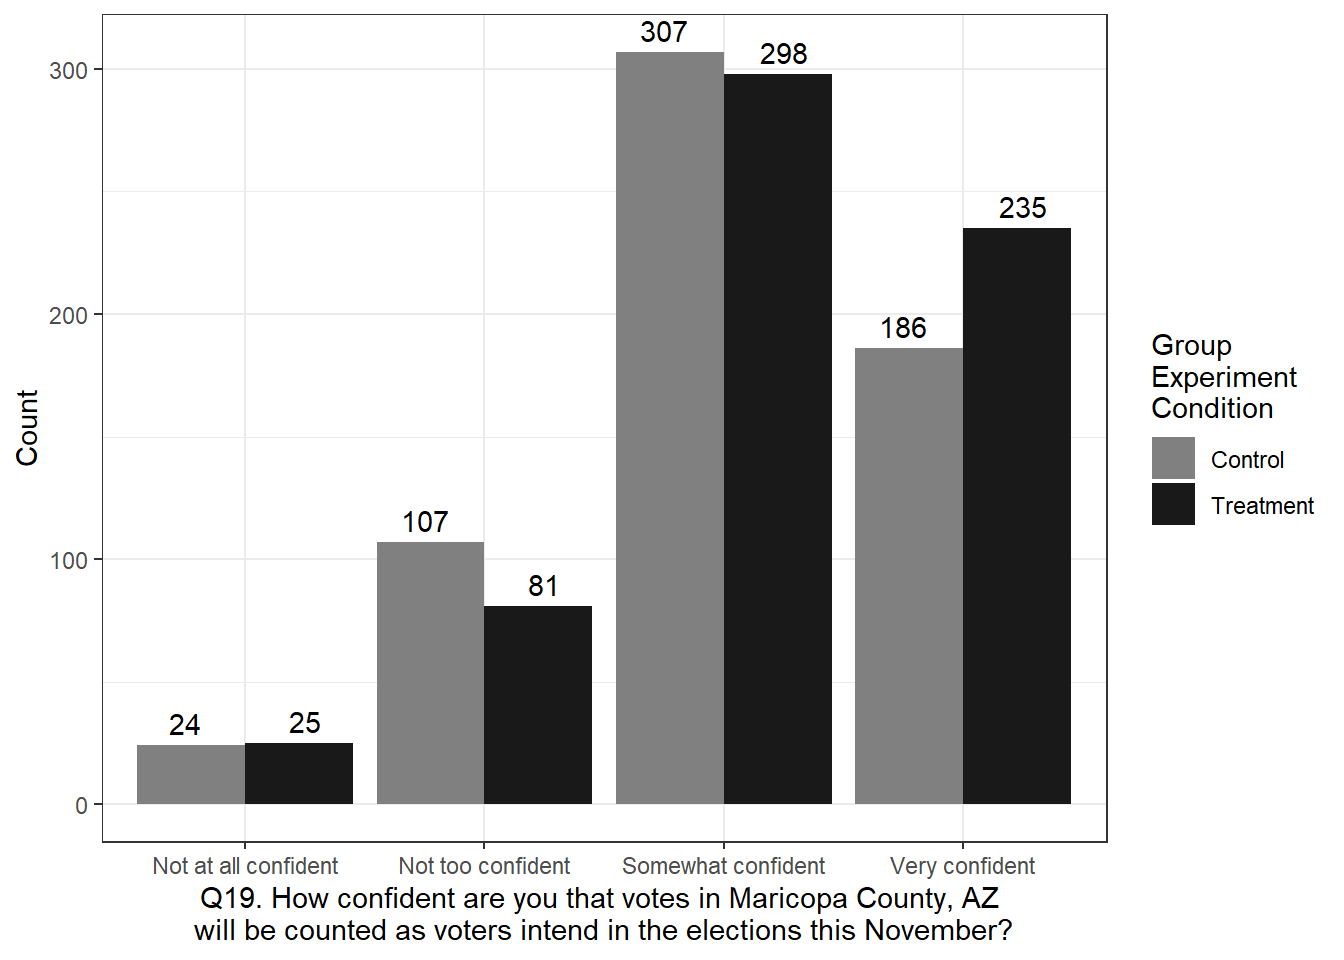 307
298
300
235
200
186
107
100
81
24
25
0
Count
Not at all confident
Not too confident
Somewhat confident
Very confident
Q19. How confident are you that votes in Maricopa County, AZ
will be counted as voters intend in the elections this November?
Group
Experiment
Condition
Control
Treatment